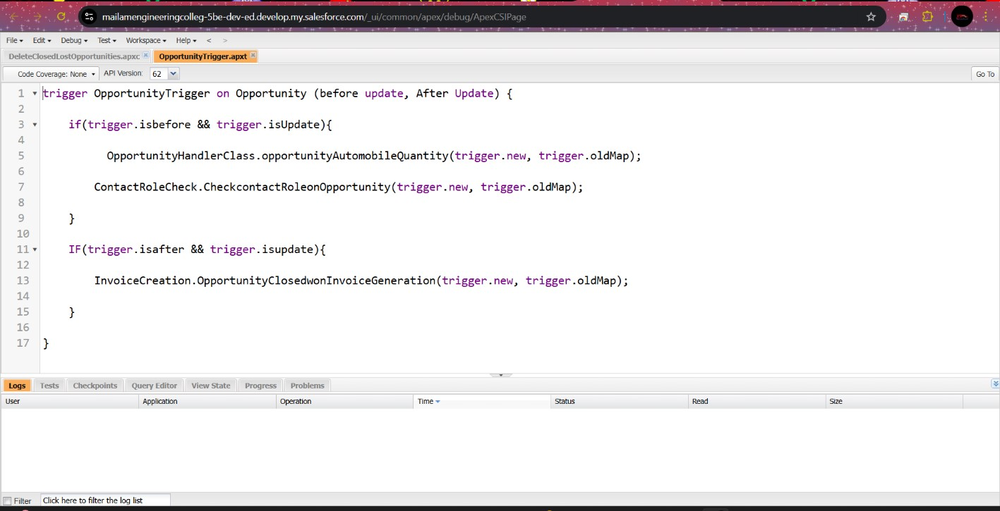 mailamengineeringcolleg-5be-dev-ed.develop.my.salesforce.com/_ui/common/apex/debug/ApexCSIPage
File Edit Debug Test Workspace Help < >
DeleteClosedLostOpportunities.apxc OpportunityTrigger.apxt
Code Coverage: None API Version: 62 Go To
1 trigger OpportunityTrigger on Opportunity (before update, After Update) {
2
3 if(trigger.isbefore && trigger.isUpdate){
4
5 OpportunityHandlerClass.opportunityAutomobileQuantity(trigger.new, trigger.oldMap);
6
7 ContactRoleCheck.CheckcontactRoleonOpportunity(trigger.new, trigger.oldMap);
8
9 }
10
11 IF(trigger.isafter && trigger.isupdate){
12
13 InvoiceCreation.OpportunityClosedwonInvoiceGeneration(trigger.new, trigger.oldMap);
14
15 }
16
17 }
Logs Tests Checkpoints Query Editor View State Progress Problems
User Application Operation Time Status Read Size
Filter Click here to filter the log list